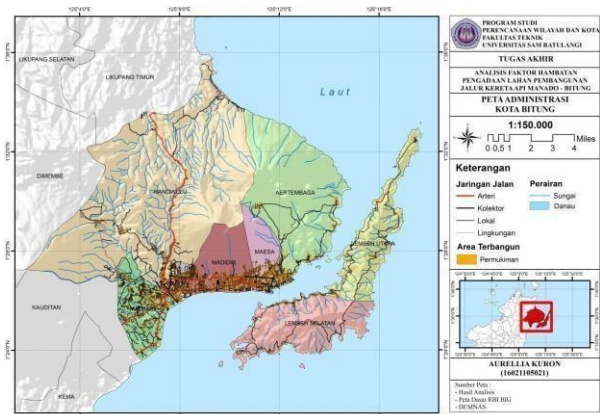 125°4'0"E
125°8'0"E
125°12'0"E
125°16'0"E
LIKUPANG SELATAN
LIKUPANG TIMUR
Laut
DIMEMBE
RANOWULU
AERTEMBAGA
LEMBEH UTARA
MADIDIR
MAESA
KAUDITAN
LEMBEH SELATAN
KEMA
PROGRAM STUDI
PERENCANAAN WILAYAH DAN KOTA
FAKULTAS TEKNIK
UNIVERSITAS SAM RATULANGI
TUGAS AKHIR
ANALISIS FAKTOR HAMBATAN
PENGADAAN LAHAN PEMBANGUNAN
JALUR KERETA API MANADO - BITUNG
PETA ADMINISTRASI
KOTA BITUNG
1:150.000
0 0,5 1 2 3 4 Miles
Keterangan
Jaringan Jalan
Arteri
Kolektor
Lokal
Lingkungan
Perairan
Sungai
Danau
Area Terbangun
Permukiman
AURELLIA KURON
(16021105021)
Sumber Peta :
- Hasil Analisis
- Peta Dasar RBI BIG
- DEMNAS